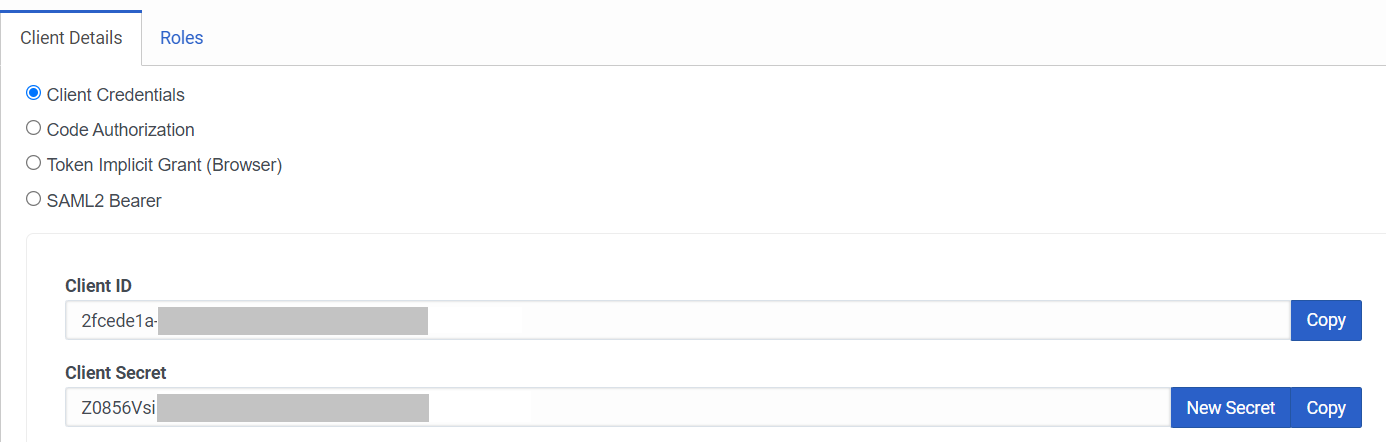 Client Details Roles
Client Credentials
Code Authorization
Token Implicit Grant (Browser)
SAML2 Bearer
Client ID
2fcede1a- Copy
Client Secret
Z0856Vsi New Secret Copy